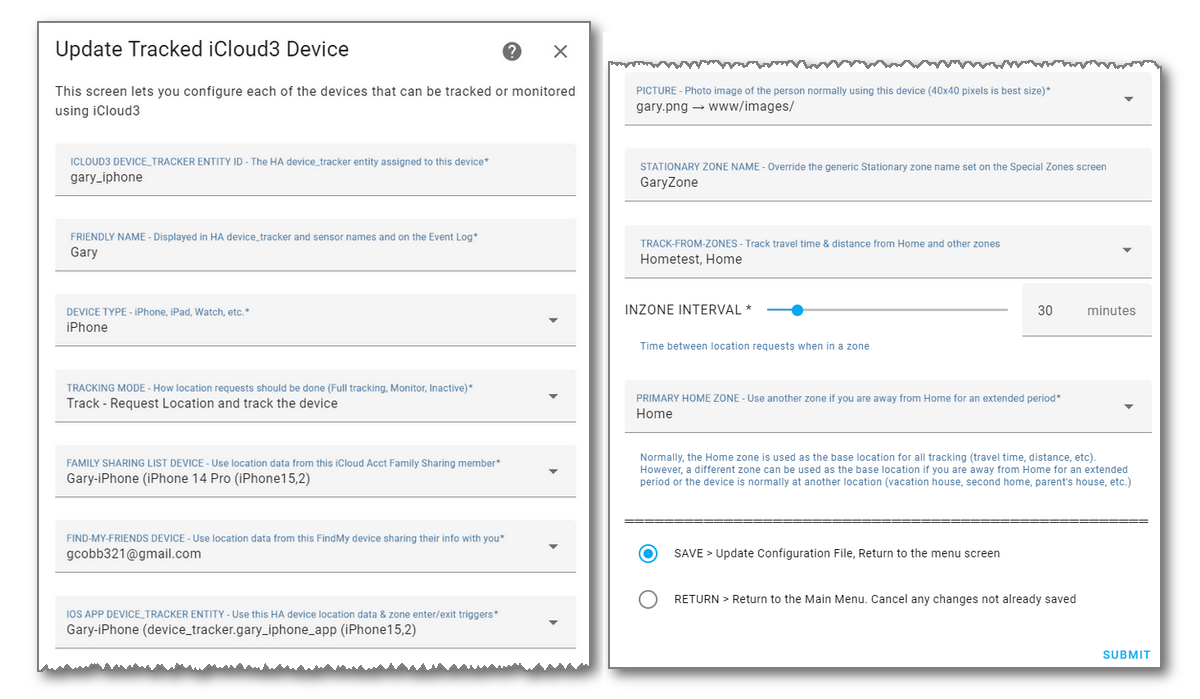 Update Tracked iCloud3 Device
This screen lets you configure each of the devices that can be tracked or monitored
using iCloud3
ICLOUD3 DEVICE_TRACKER ENTITY ID - The HA device_tracker entity assigned to this device*
gary_iphone
FRIENDLY NAME - Displayed in HA device_tracker and sensor names and on the Event Log*
Gary
DEVICE TYPE - iPhone, iPad, Watch, etc.*
iPhone
TRACKING MODE - How location requests should be done (Full tracking, Monitor, Inactive)*
Track - Request Location and track the device
FAMILY SHARING LIST DEVICE - Use location data from this iCloud Acct Family Sharing member*
Gary-iPhone (iPhone 14 Pro (iPhone15,2)
FIND-MY-FRIENDS DEVICE - Use location data from this FindMy device sharing their info with you*
gcobb321@gmail.com
IOS APP DEVICE_TRACKER ENTITY - Use this HA device location data & zone enter/exit triggers*
Gary-iPhone (device_tracker.gary_iphone_app (iPhone15,2)
PICTURE - Photo image of the person normally using this device (40x40 pixels is best size)*
gary.png → www/images/
STATIONARY ZONE NAME - Override the generic Stationary zone name set on the Special Zones screen
GaryZone
TRACK-FROM-ZONES - Track travel time & distance from Home and other zones
Hometest, Home
INZONE INTERVAL * 30 minutes
Time between location requests when in a zone
PRIMARY HOME ZONE - Use another zone if you are away from Home for an extended period*
Home
Normally, the Home zone is used as the base location for all tracking (travel time, distance, etc).
However, a different zone can be used as the base location if you are away from Home for an extended
period or the device is normally at another location (vacation house, second home, parent's house, etc.)
SAVE > Update Configuration File, Return to the menu screen
RETURN > Return to the Main Menu. Cancel any changes not already saved
SUBMIT